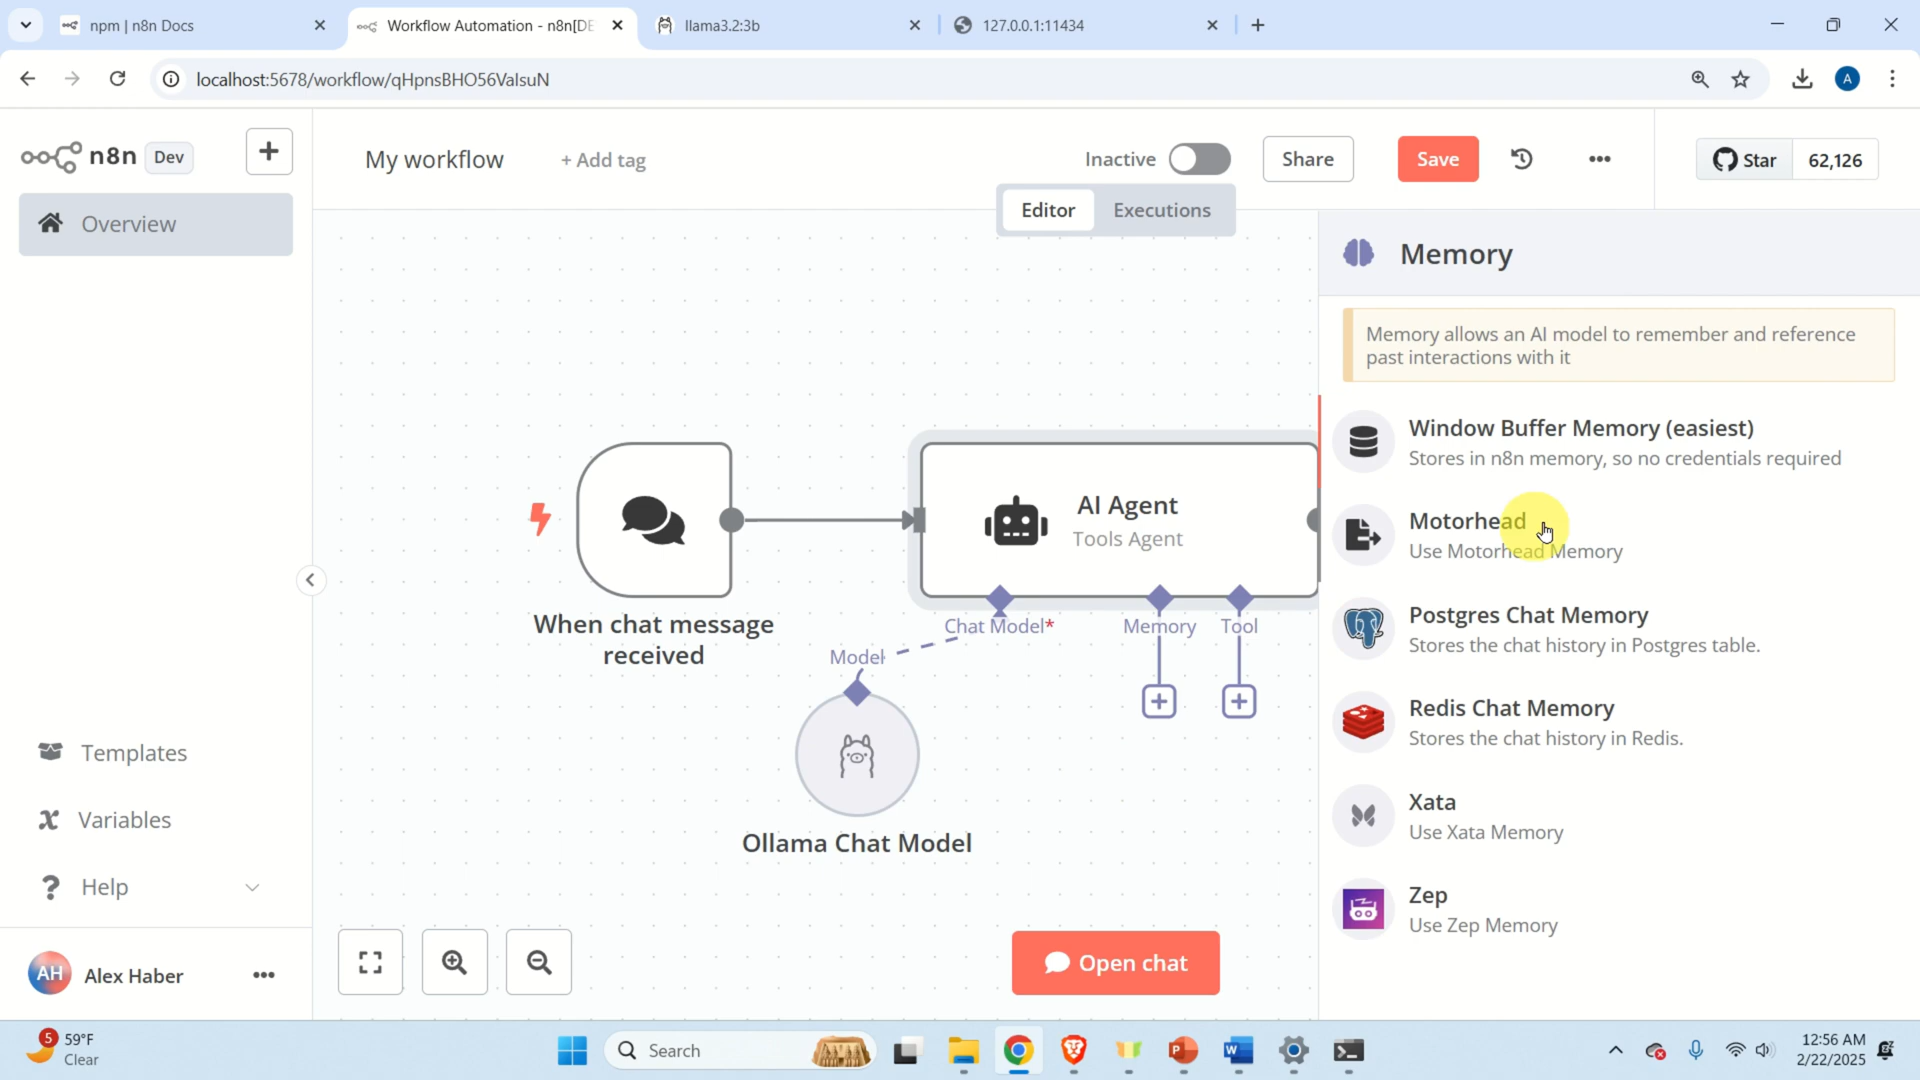 npm | n8n Docs
Workflow Automation - n8n[DE
llama3.2:3b
127.0.0.1:11434
localhost:5678/workflow/qHpnsBHO56ValsuN
A
n8n
Dev
My workflow
+ Add tag
Inactive
Share
Save
Star
62,126
Overview
Editor
Executions
Memory
Memory allows an AI model to remember and reference
past interactions with it
Window Buffer Memory (easiest)
Stores in n8n memory, so no credentials required
Motorhead
Use Motorhead Memory
Postgres Chat Memory
Stores the chat history in Postgres table.
Redis Chat Memory
Stores the chat history in Redis.
Xata
Use Xata Memory
Zep
Use Zep Memory
AI Agent
Tools Agent
Chat Model*
Memory
Tool
When chat message
received
Model
Ollama Chat Model
Templates
Variables
Help
AH
Alex Haber
Open chat
5
59°F
Clear
Search
12:56 AM
2/22/2025